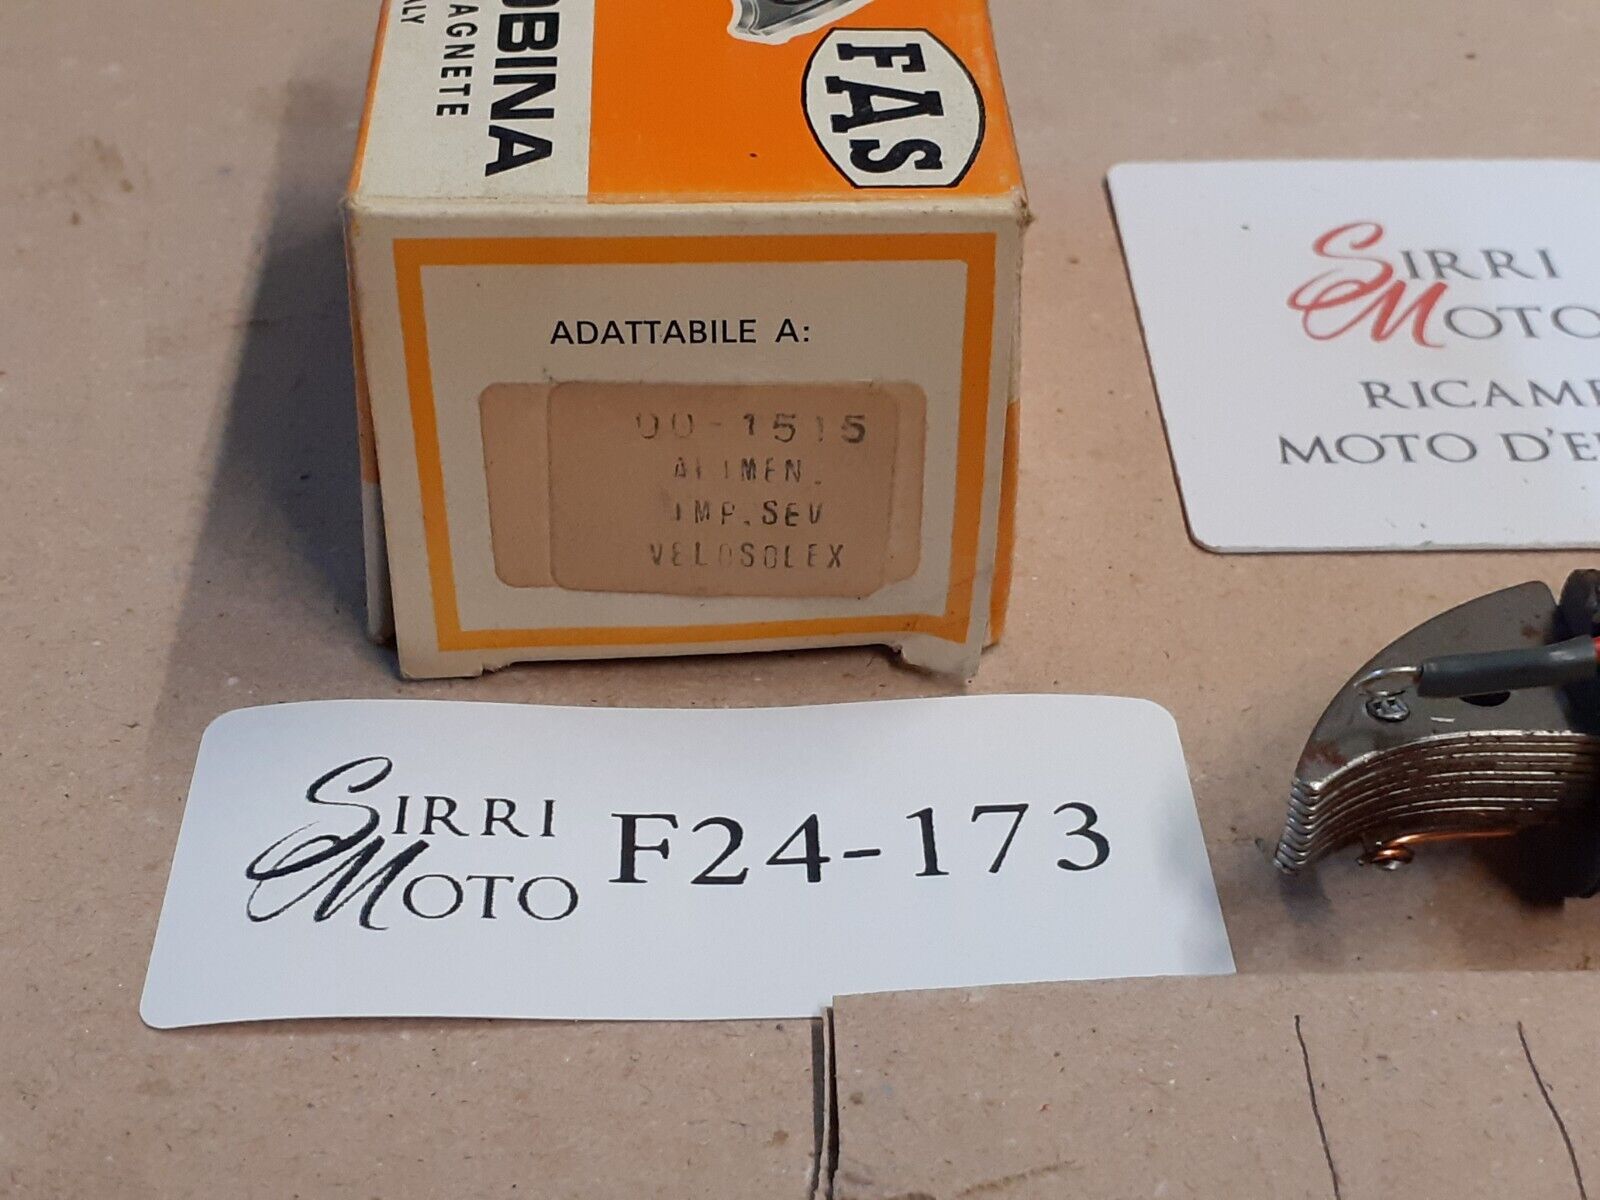 OBINA
AGNETE
ALY
FAS
ADATTABILE A:
00-1515
ALIMEN.
IMP.SEV
VELOSOLEX
SIRRI
MOTO
RICAM
MOTO D'E
SIRRI
MOTO
F24-173